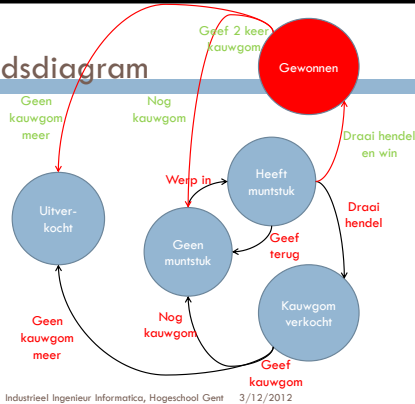 Geef 2 keer
kauwgom
Gewonnen
dsdiagram
Geen
kauwgom
meer
Nog
kauwgom
Draai hendel
en win
Werp in
Heeft
muntstuk
Uitver-
kocht
Draai
hendel
Geen
muntstuk
Geef
terug
Kauwgom
verkocht
Geen
kauwgom
meer
Nog
kauwgom
Geef
kauwgom
Industrieel Ingenieur Informatica, Hogeschool Gent 3/12/2012